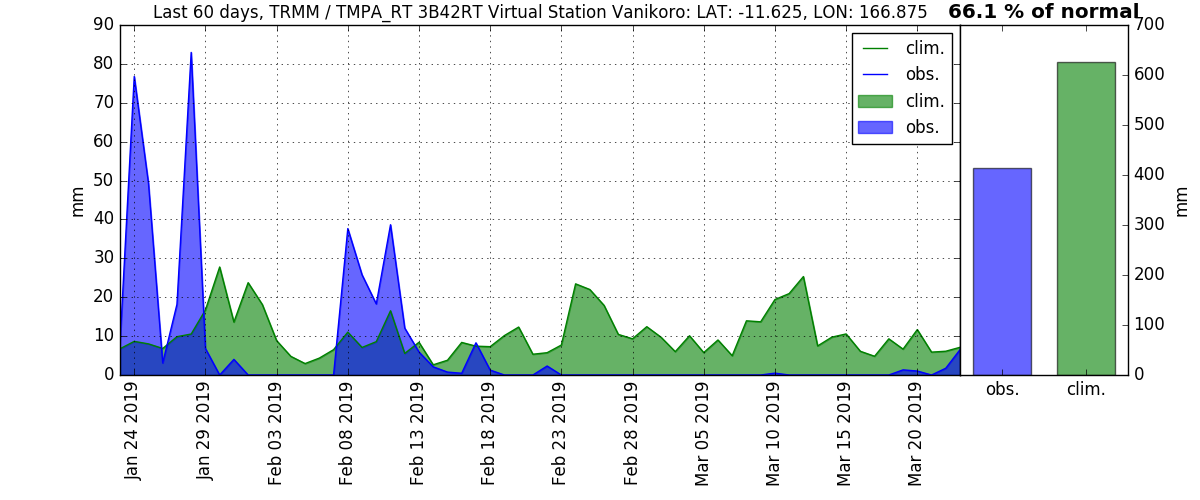 Last 60 days, TRMM / TMPA_RT 3B42RT Virtual Station Vanikoro: LAT: -11.625, LON: 166.875
66.1 % of normal
90
80
70
60
50
40
30
20
10
0
mm
clim.
obs.
clim.
obs.
Jan 24 2019
Jan 29 2019
Feb 03 2019
Feb 08 2019
Feb 13 2019
Feb 18 2019
Feb 23 2019
Feb 28 2019
Mar 05 2019
Mar 10 2019
Mar 15 2019
Mar 20 2019
700
600
500
400
300
200
100
0
mm
obs.
clim.